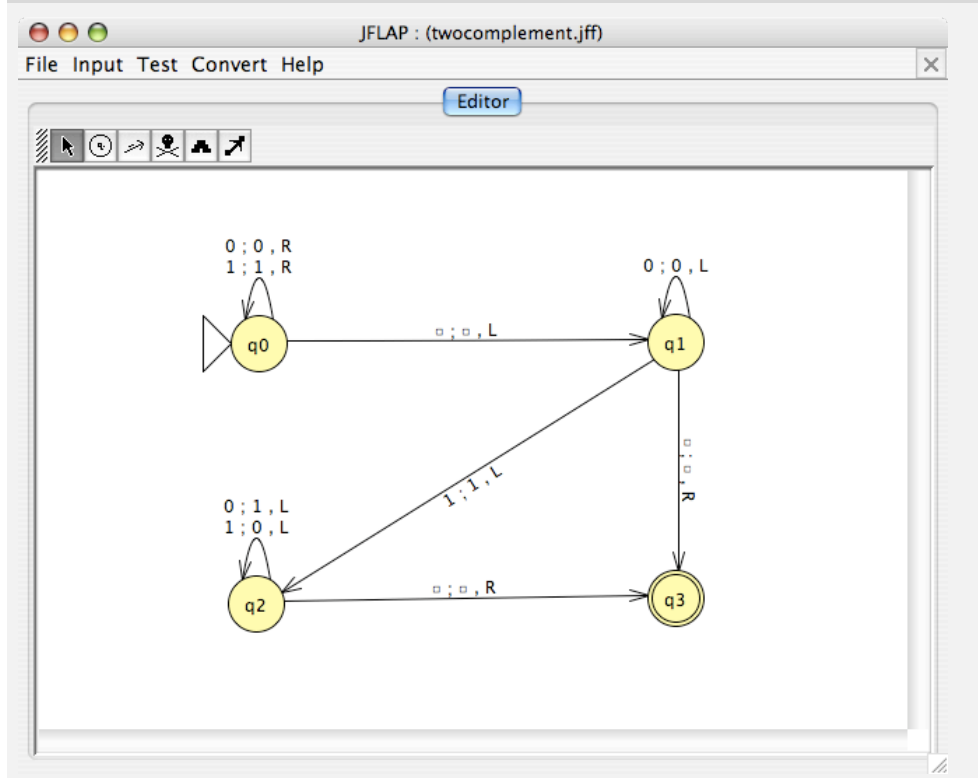 JFLAP : (twocomplement.jff)
File Input Test Convert Help
Editor
0 ; 0 , R
1 ; 1 , R
0 ; 0 , L
□ ; □ , L
q0
q1
□ ; □ , R
1 ; 1 , L
0 ; 1 , L
1 ; 0 , L
□ ; □ , R
q2
q3